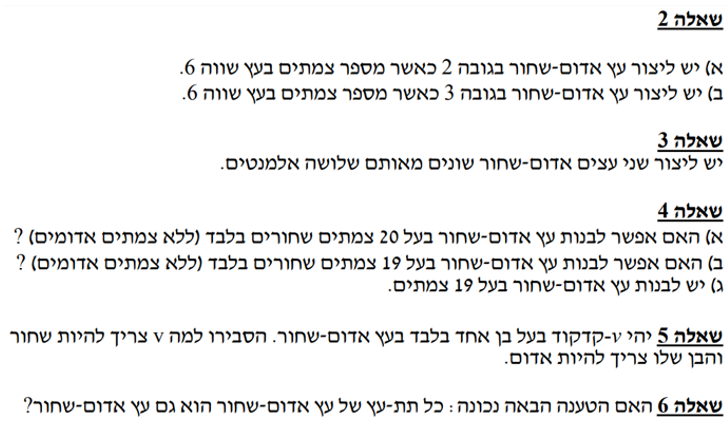 שאלה 2
א) יש ליצור עץ אדום-שחור בגובה 2 כאשר מספר צמתים בעץ שווה 6.
ב) יש ליצור עץ אדום-שחור בגובה 3 כאשר מספר צמתים בעץ שווה 6.
שאלה 3
יש ליצור שני עצים אדום-שחור שונים מאותם שלושה אלמנטים.
שאלה 4
א) האם אפשר לבנות עץ אדום-שחור בעל 20 צמתים שחורים בלבד (ללא צמתים אדומים) ?
ב) האם אפשר לבנות עץ אדום-שחור בעל 19 צמתים שחורים בלבד (ללא צמתים אדומים) ?
ג) יש לבנות עץ אדום-שחור בעל 19 צמתים.
שאלה 5 יהי v-קדקוד בעל בן אחד בלבד בעץ אדום-שחור. הסבירו למה v צריך להיות שחור
והבן שלו צריך להיות אדום.
שאלה 6 האם הטענה הבאה נכונה: כל תת-עץ של עץ אדום-שחור הוא גם עץ אדום-שחור?